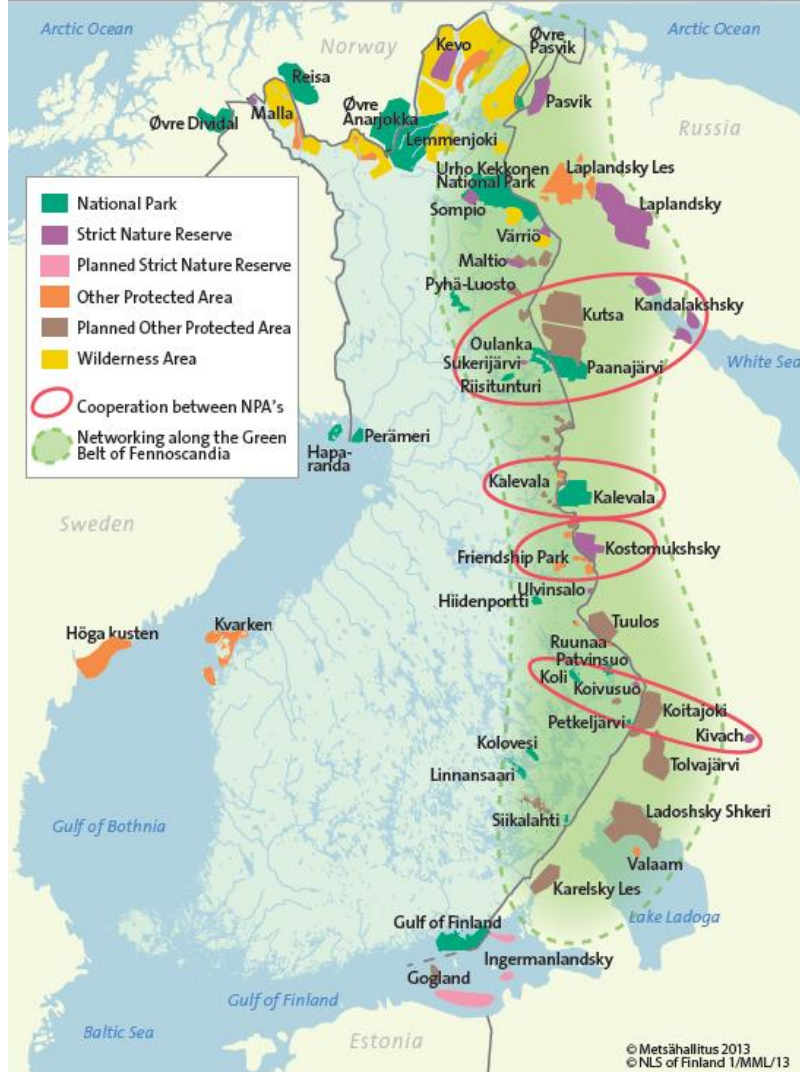 Arctic Ocean
Norway
Øvre
Pasvik
Arctic Ocean
Kevo
Reisa
Pasvik
Øvre Dividal
Malla
Øvre
Anarjokka
Lemmenjoki
Russia
Urho Kekkonen
National Park
Laplandsky Les
Sompio
Laplandsky
Värriö
Maltio
Pyhä-Luosto
Kutsa
Kandalakshsky
Oulanka
Sukerijärvi
Riisitunturi
Paanajärvi
White Sea
National Park
Strict Nature Reserve
Planned Strict Nature Reserve
Other Protected Area
Planned Other Protected Area
Wilderness Area
Cooperation between NPA's
Networking along the Green
Belt of Fennoscandia
Hapa-
randa
Perämeri
Kalevala
Kalevala
Sweden
Friendship Park
Kostomukshsky
Ulvinsalo
Hiidenportti
Höga kusten
Kvarken
Tuulos
Ruunaa
Patvinsuo
Koli
Koivusuo
Petkeljärvi
Koitajoki
Kivach
Kolovesi
Tolvajärvi
Linnansaari
Siikalahti
Ladoshsky Shkeri
Gulf of Bothnia
Valaam
Karelsky Les
Lake Ladoga
Gulf of Finland
Ingermanlandsky
Gogland
Gulf of Finland
Baltic Sea
Estonia
© Metsähallitus 2013
© NLS of Finland 1/MML/13